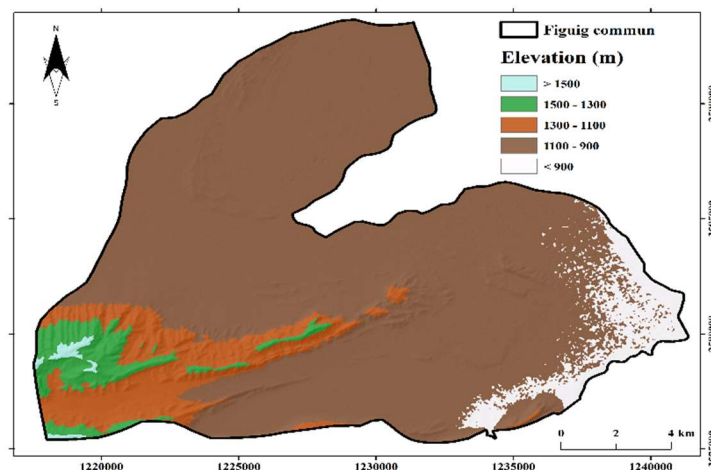 N
S
Figuig commun
Elevation (m)
> 1500
1500 - 1300
1300 - 1100
1100 - 900
< 900
0 2 4 km
1220000 1225000 1230000 1235000 1240000